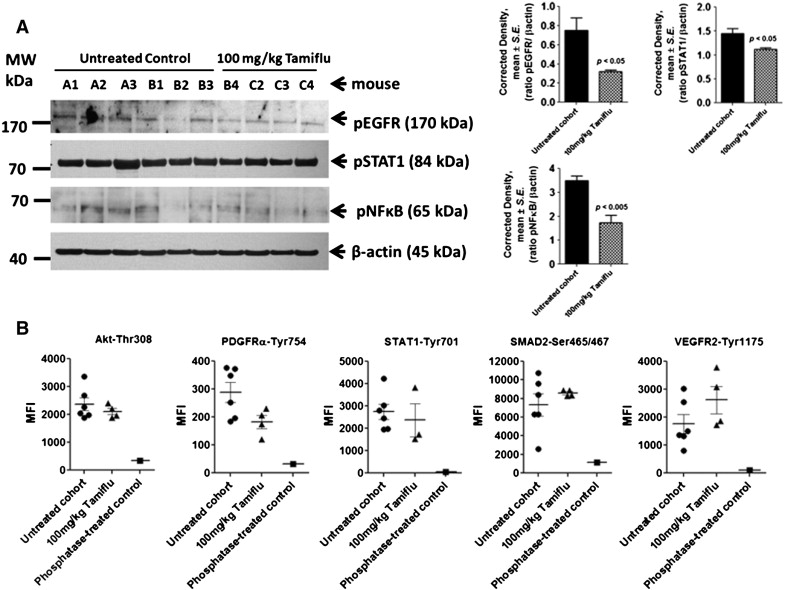 A
MW
kDa
Untreated Control
100 mg/kg Tamiflu
A1 A2 A3 B1 B2 B3 B4 C2 C3 C4
mouse
170
pEGFR (170 kDa)
70
pSTAT1 (84 kDa)
70
pNFκB (65 kDa)
40
β-actin (45 kDa)
Corrected Density,
mean ± S.E.
(ratio pEGFR/ βactin)
1.0
0.8
0.6
0.4
0.2
0.0
p < 0.05
Untreated cohort
100mg/kg Tamiflu
Corrected Density,
mean ± S.E.
(ratio pSTAT1/ βactin)
2.0
1.5
1.0
0.5
0.0
p < 0.05
Untreated cohort
100mg/kg Tamiflu
Corrected Density,
mean ± S.E.
(ratio pNFκB/ βactin)
4
3
2
1
0
p < 0.005
Untreated cohort
100mg/kg Tamiflu
B
Akt-Thr308
MFI
4000
3000
2000
1000
0
Untreated cohort
100mg/kg Tamiflu
Phosphatase-treated control
PDGFRα-Tyr754
MFI
400
300
200
100
0
Untreated cohort
100mg/kg Tamiflu
Phosphatase-treated control
STAT1-Tyr701
MFI
5000
4000
3000
2000
1000
0
Untreated cohort
100mg/kg Tamiflu
Phosphatase-treated control
SMAD2-Ser465/467
MFI
12000
10000
8000
6000
4000
2000
0
Untreated cohort
100mg/kg Tamiflu
Phosphatase-treated control
VEGFR2-Tyr1175
MFI
4000
3000
2000
1000
0
Untreated cohort
100mg/kg Tamiflu
Phosphatase-treated control